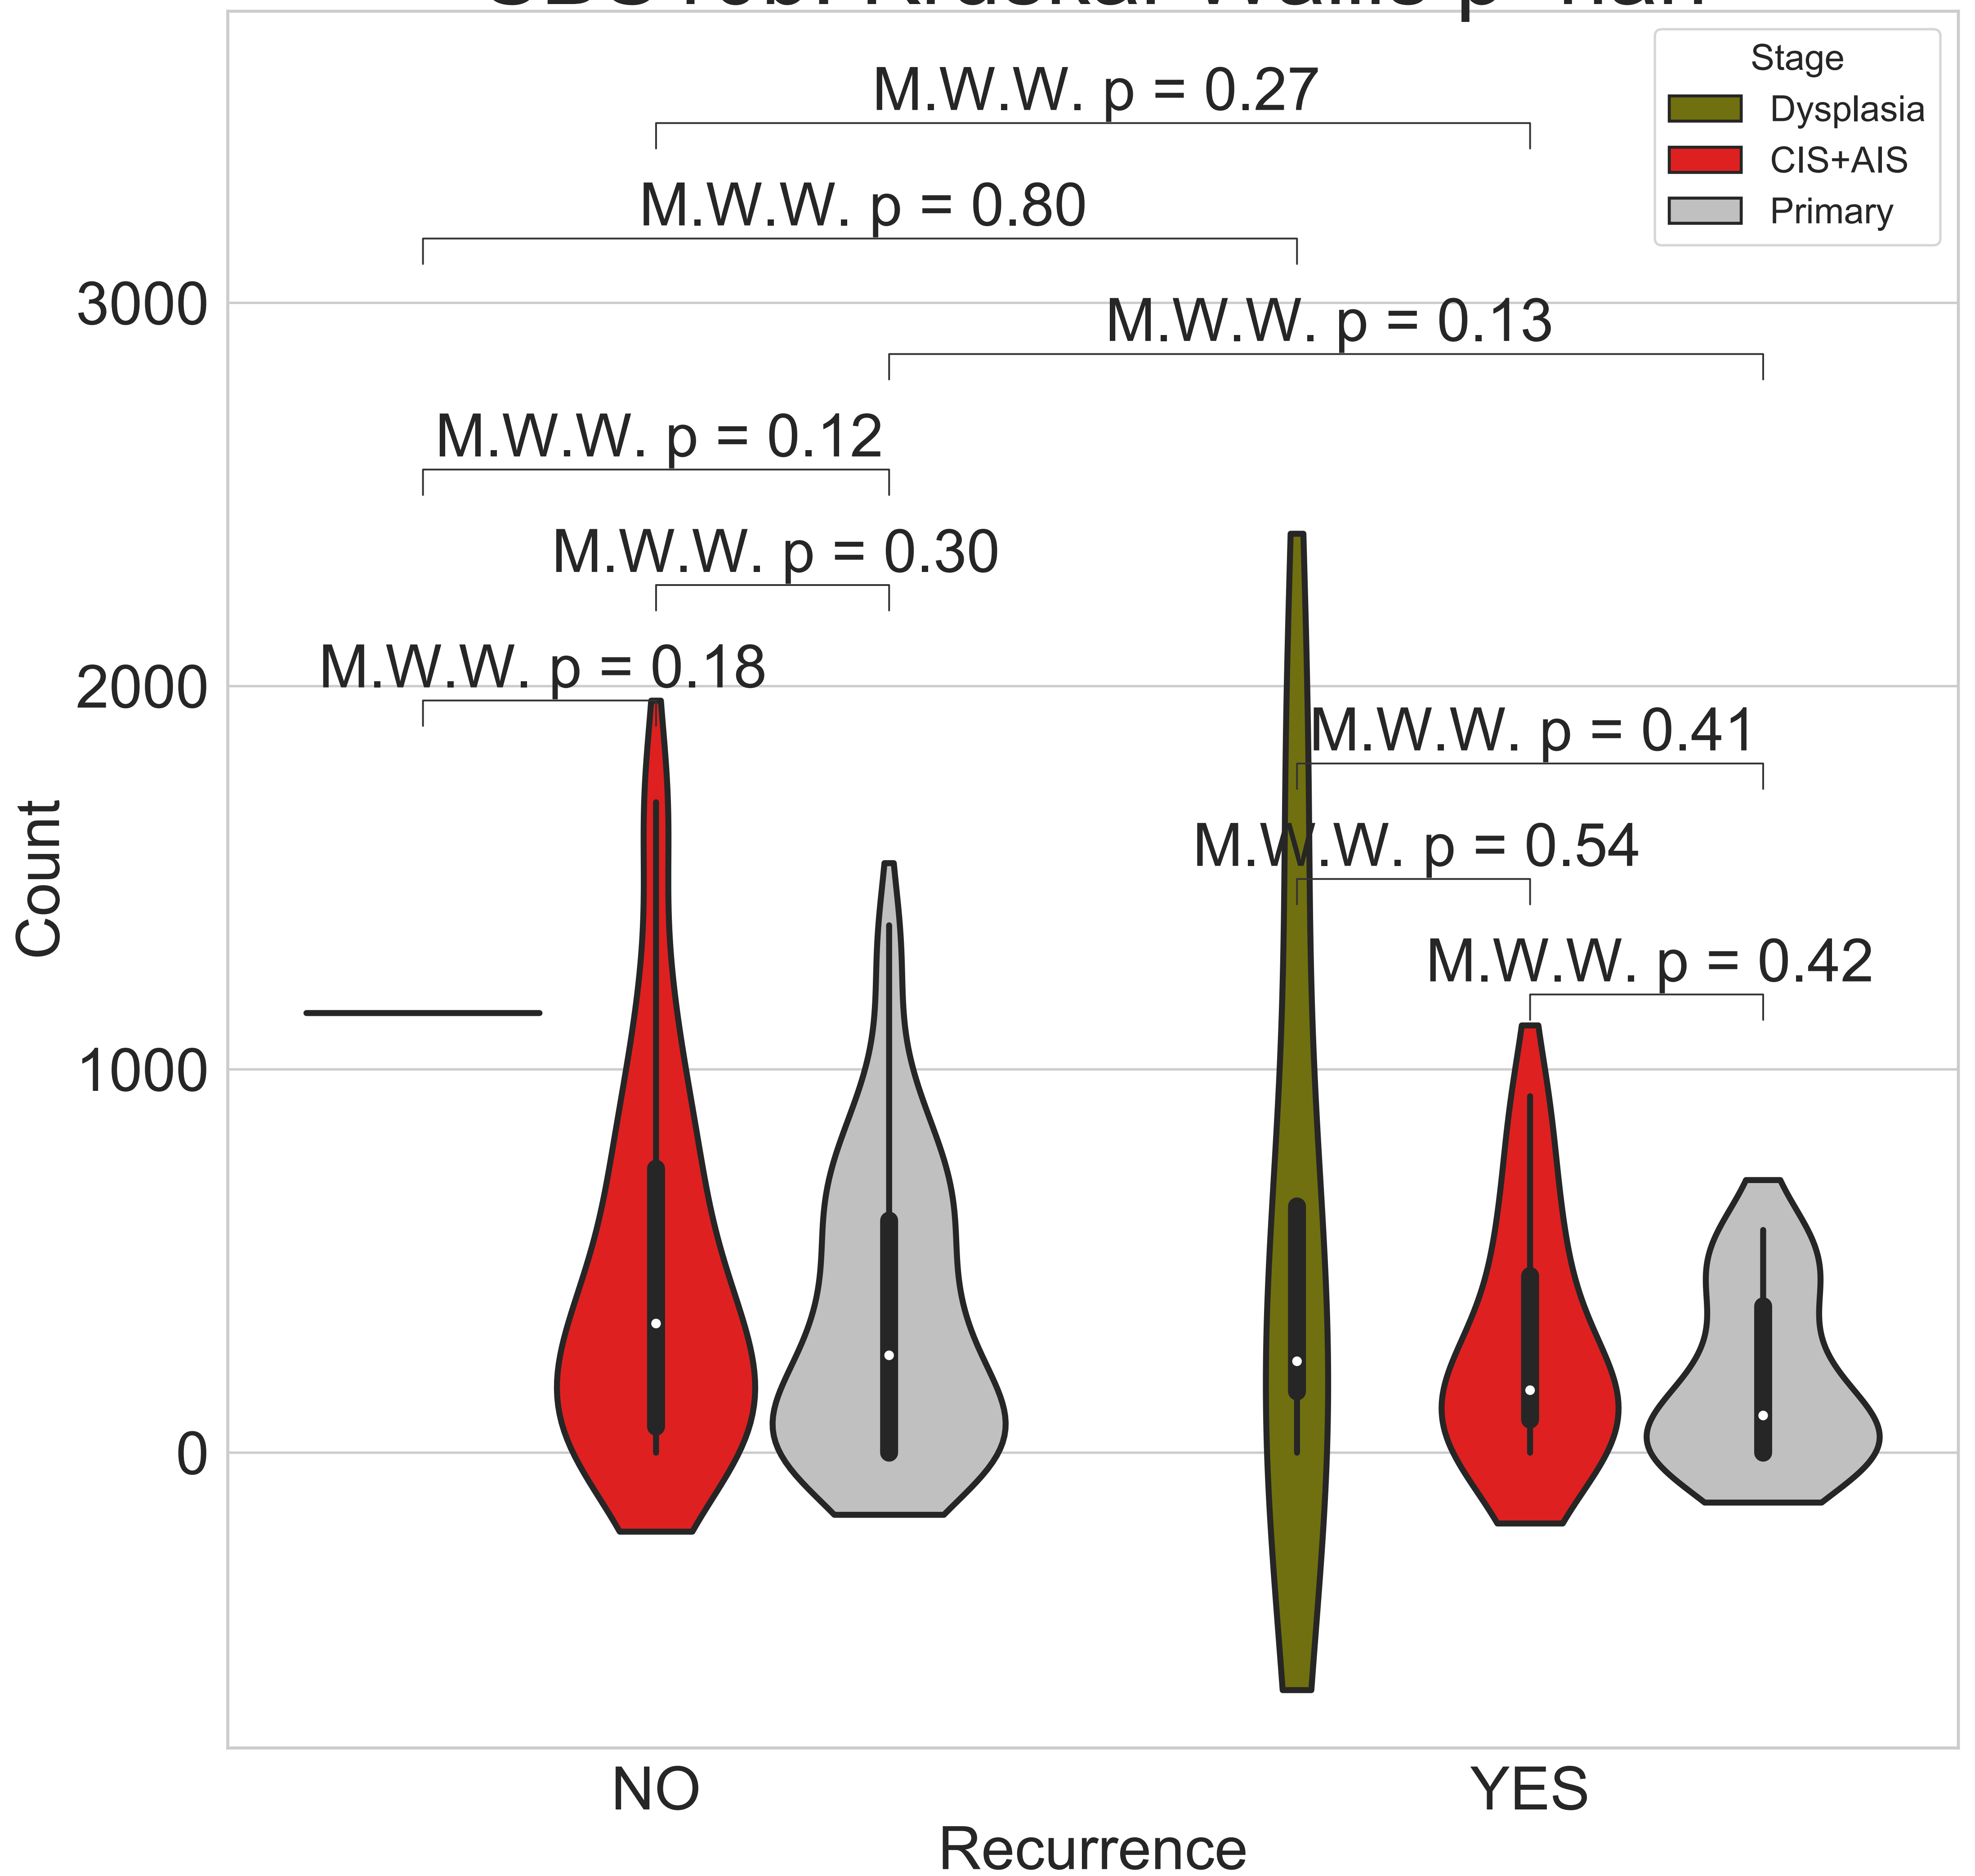 Stage
Dysplasia
CIS+AIS
Primary
M.W.W. p = 0.27
M.W.W. p = 0.80
M.W.W. p = 0.13
M.W.W. p = 0.12
M.W.W. p = 0.30
M.W.W. p = 0.18
M.W.W. p = 0.41
M.W.W. p = 0.54
M.W.W. p = 0.42
3000
2000
1000
0
Count
NO
YES
Recurrence